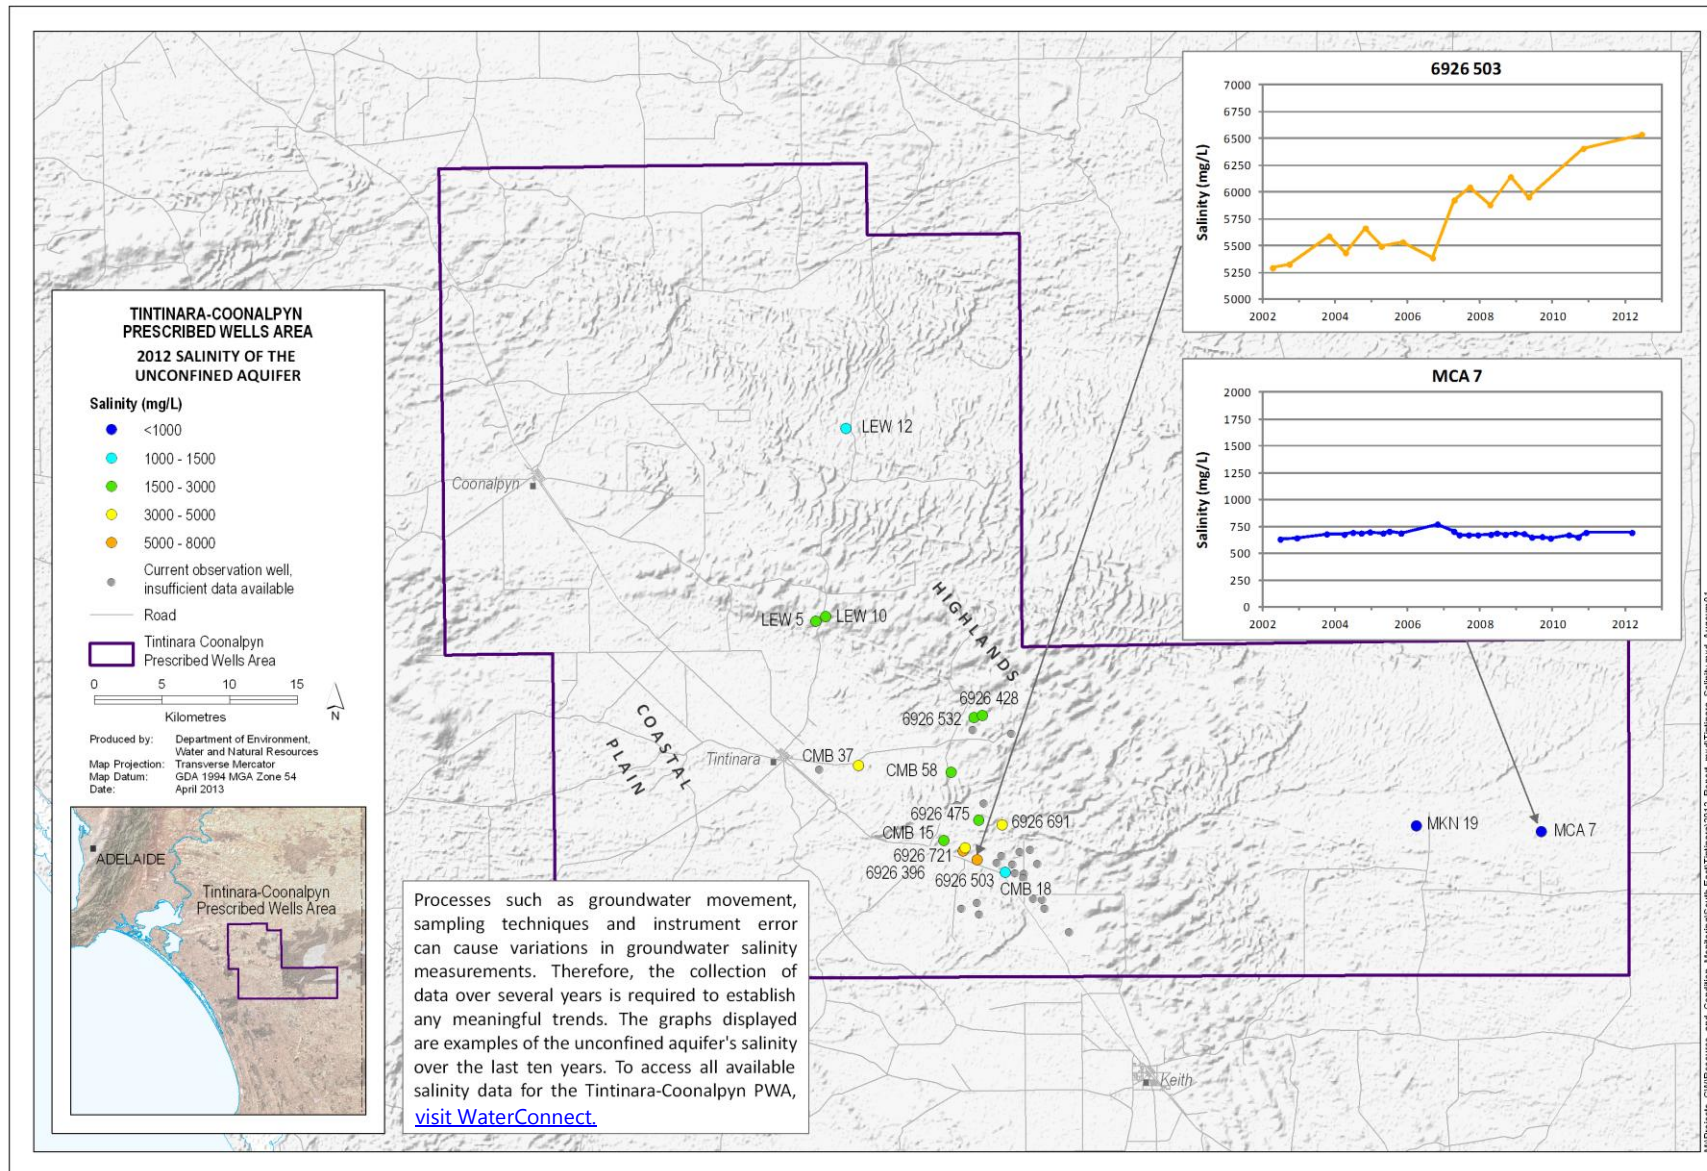 TINTINARA-COONALPYN
PRESCRIBED WELLS AREA
2012 SALINITY OF THE
UNCONFINED AQUIFER
Salinity (mg/L)
<1000
1000 - 1500
1500 - 3000
3000 - 5000
5000 - 8000
Current observation well,
insufficient data available
Road
Tintinara Coonalpyn
Prescribed Wells Area
0 5 10 15
Kilometres
N
Produced by: Department of Environment,
Water and Natural Resources
Map Projection: Transverse Mercator
Map Datum: GDA 1994 MGA Zone 54
Date: April 2013
ADELAIDE
Tintinara-Coonalpyn
Prescribed Wells Area
Coonalpyn
LEW 12
LEW 5
LEW 10
HIGHLANDS
COASTAL
PLAIN
6926 428
6926 532
Tintinara
CMB 37
CMB 58
6926 475
6926 691
CMB 15
6926 721
6926 396
6926 503
CMB 18
MKN 19
MCA 7
Keith
6926 503
Salinity (mg/L)
7000
6750
6500
6250
6000
5750
5500
5250
5000
2002 2004 2006 2008 2010 2012
MCA 7
Salinity (mg/L)
2000
1750
1500
1250
1000
750
500
250
0
2002 2004 2006 2008 2010 2012
Processes such as groundwater movement,
sampling techniques and instrument error
can cause variations in groundwater salinity
measurements. Therefore, the collection of
data over several years is required to establish
any meaningful trends. The graphs displayed
are examples of the unconfined aquifer's salinity
over the last ten years. To access all available
salinity data for the Tintinara-Coonalpyn PWA,
visit WaterConnect.